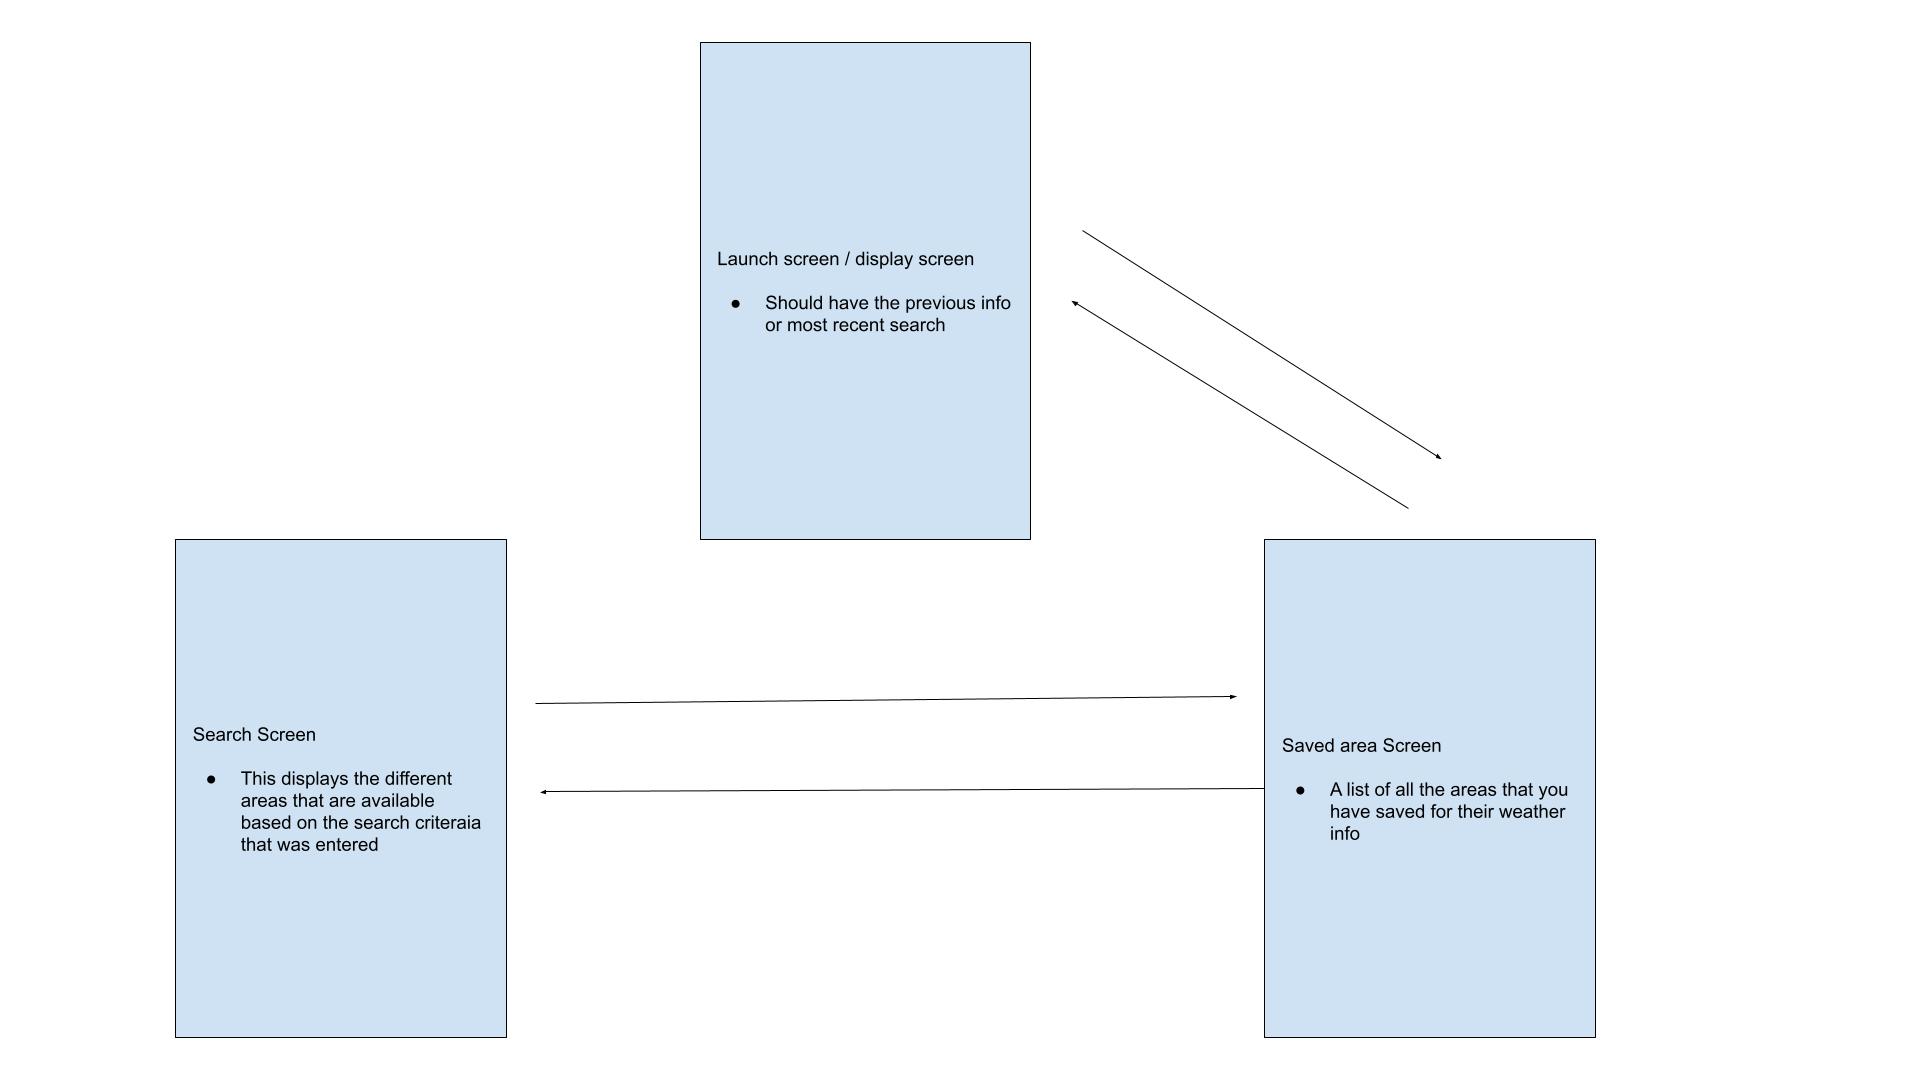 Launch screen / display screen
● Should have the previous info
or most recent search
Search Screen
● This displays the different
areas that are available
based on the search criteraia
that was entered
Saved area Screen
● A list of all the areas that you
have saved for their weather
info